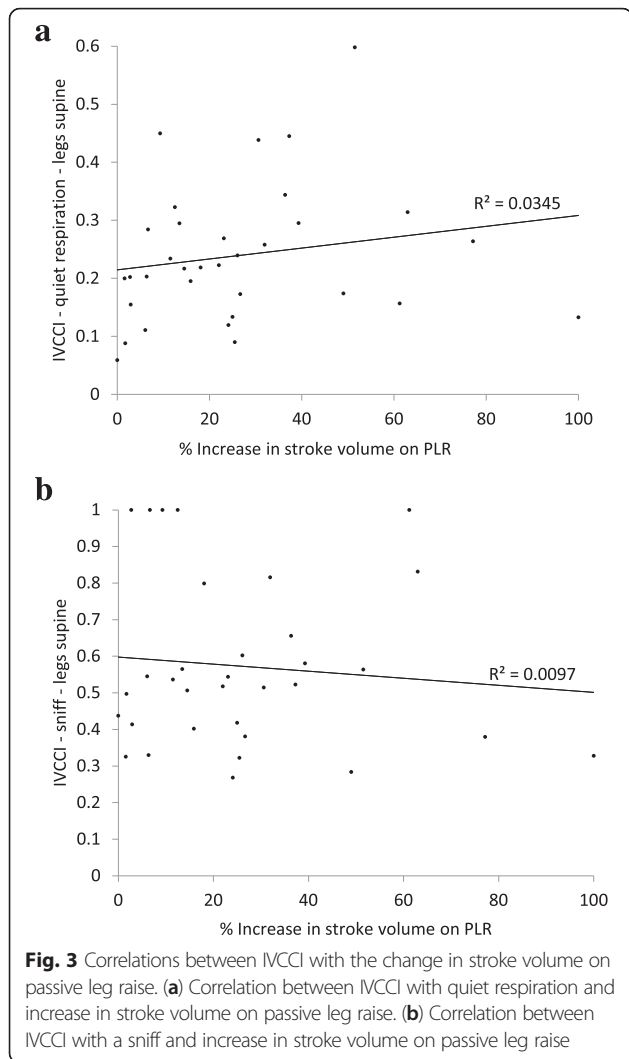 a
0.6
0.5
0.4
0.3
0.2
0.1
0
IVCCI - quiet respiration - legs supine
R² = 0.0345
0 20 40 60 80 100
% Increase in stroke volume on PLR
b
1
0.9
0.8
0.7
0.6
0.5
0.4
0.3
0.2
0.1
0
IVCCI - sniff - legs supine
R² = 0.0097
0 20 40 60 80 100
% Increase in stroke volume on PLR
Fig. 3 Correlations between IVCCI with the change in stroke volume on
passive leg raise. (a) Correlation between IVCCI with quiet respiration and
increase in stroke volume on passive leg raise. (b) Correlation between
IVCCI with a sniff and increase in stroke volume on passive leg raise